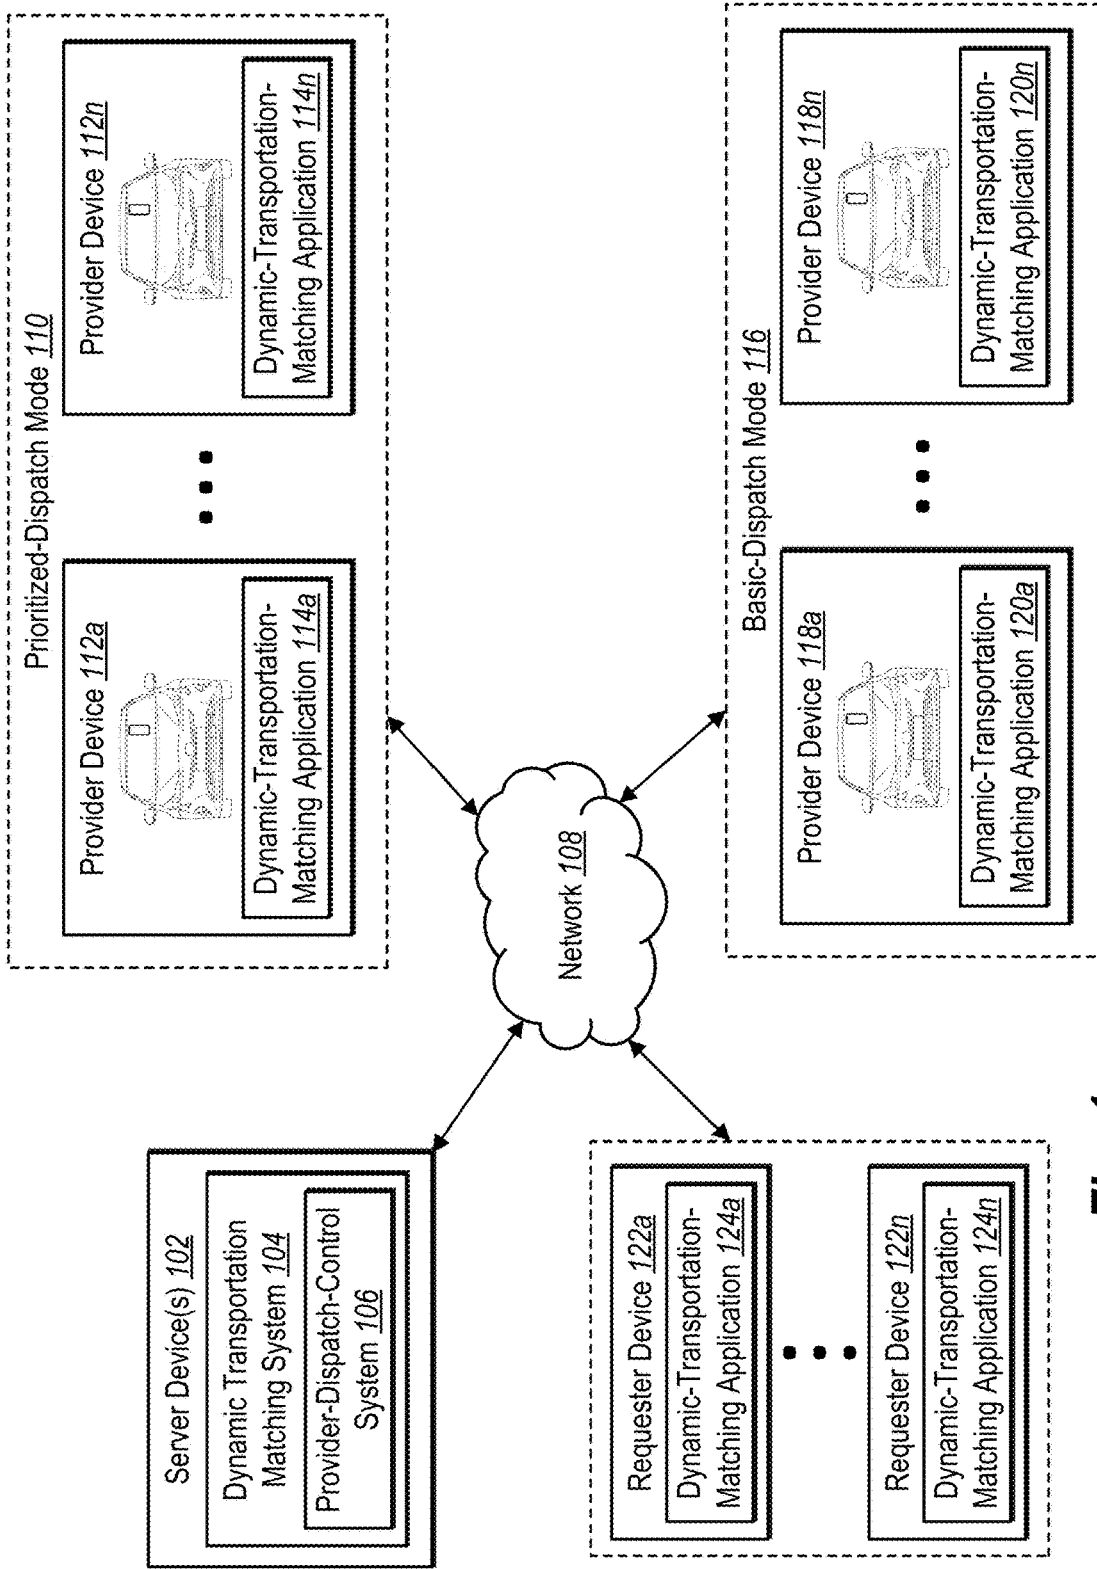 Server Device(s) 102
Dynamic Transportation
Matching System 104
Provider-Dispatch-Control
System 106
Prioritized-Dispatch Mode 110
Provider Device 112a
Dynamic-Transportation-
Matching Application 114a
Provider Device 112n
Dynamic-Transportation-
Matching Application 114n
Network 108
Requester Device 122a
Dynamic-Transportation-
Matching Application 124a
Requester Device 122n
Dynamic-Transportation-
Matching Application 124n
Basic-Dispatch Mode 116
Provider Device 118a
Dynamic-Transportation-
Matching Application 120a
Provider Device 118n
Dynamic-Transportation-
Matching Application 120n